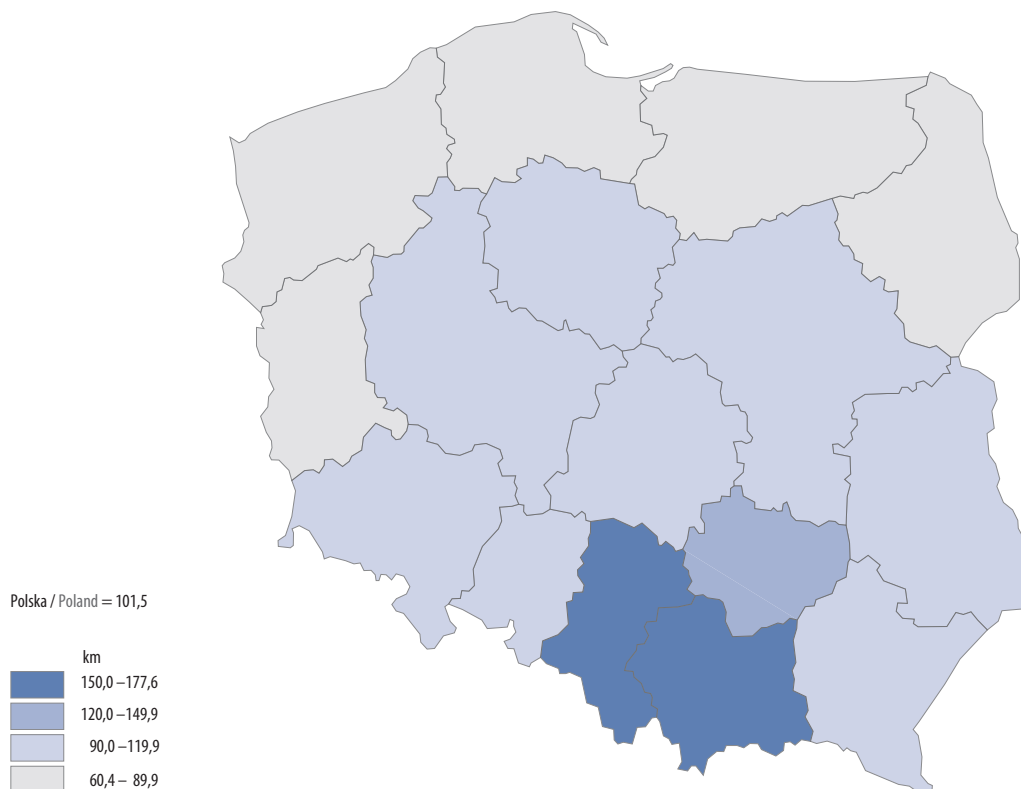 Polska / Poland = 101,5
km
150,0 –177,6
120,0 –149,9
90,0 –119,9
60,4 – 89,9